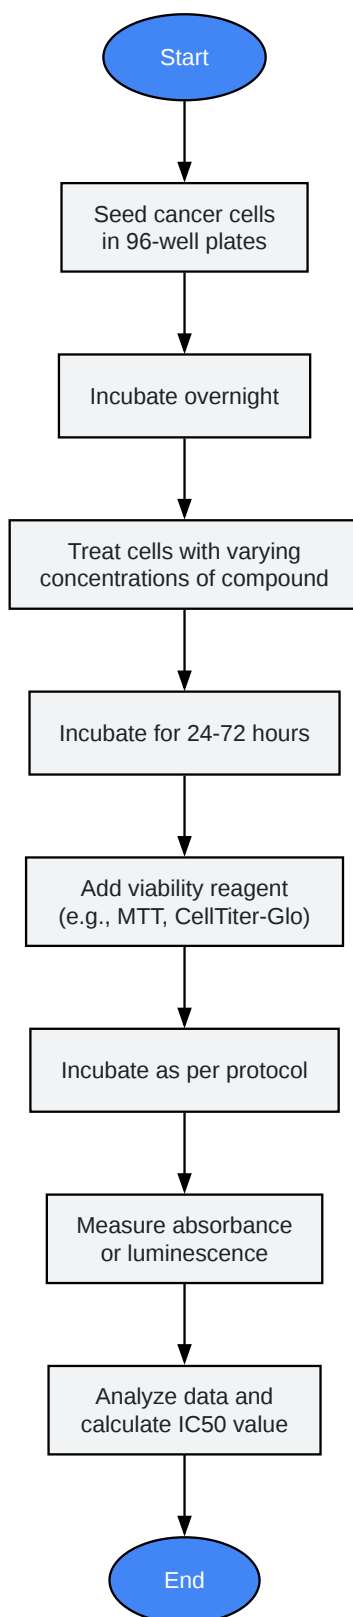 Start
Seed cancer cells
in 96-well plates
Incubate overnight
Treat cells with varying
concentrations of compound
Incubate for 24-72 hours
Add viability reagent
(e.g., MTT, CellTiter-Glo)
Incubate as per protocol
Measure absorbance
or luminescence
Analyze data and
calculate IC50 value
End